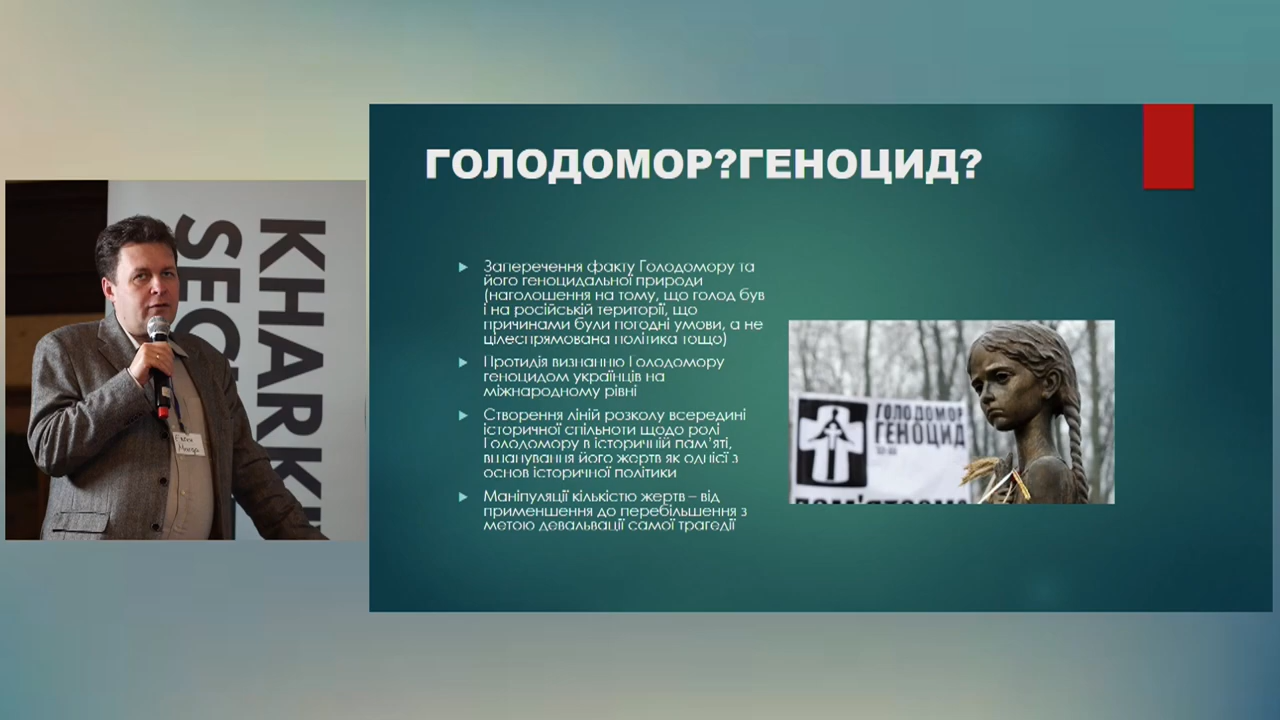 KHARK
SEC
ГОЛОДОМОР?ГЕНОЦИД?
Заперечення факту Голодомору та
його геноцидальної природи
(наголошення на тому, що голод був
і на російській території, що
причинами були погодні умови, а не
цілеспрямована політика тощо)
Протидія визнанню Голодомору
геноцидом українців на
міжнародному рівні
Створення ліній розколу всередині
історичної спільноти щодо ролі
Голодомору в історичній пам'яті,
вшанування його жертв як однієї з
основ історичної політики
Маніпуляції кількістю жертв – від
применшення до перебільшення з
метою девальвації самої трагедії
ГОЛОДОМОР
ГЕНОЦИД